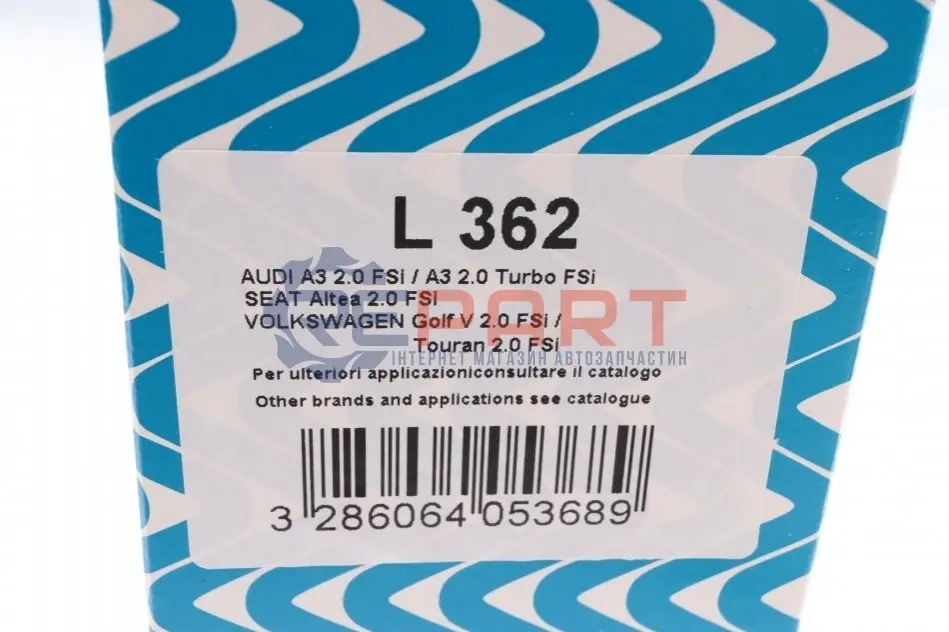 L 362
AUDI A3 2.0 FSi / A3 2.0 Turbo FSi
SEAT Altea 2.0 FSi
VOLKSWAGEN Golf V 2.0 FSi /
Touran 2.0 FSi
REPART
ІНТЕРНЕТ МАГАЗИН АВТОЗАПЧАСТИН
Per ulteriori applicazioniconsultare il catalogo
Other brands and applications see catalogue
3 286064 053689